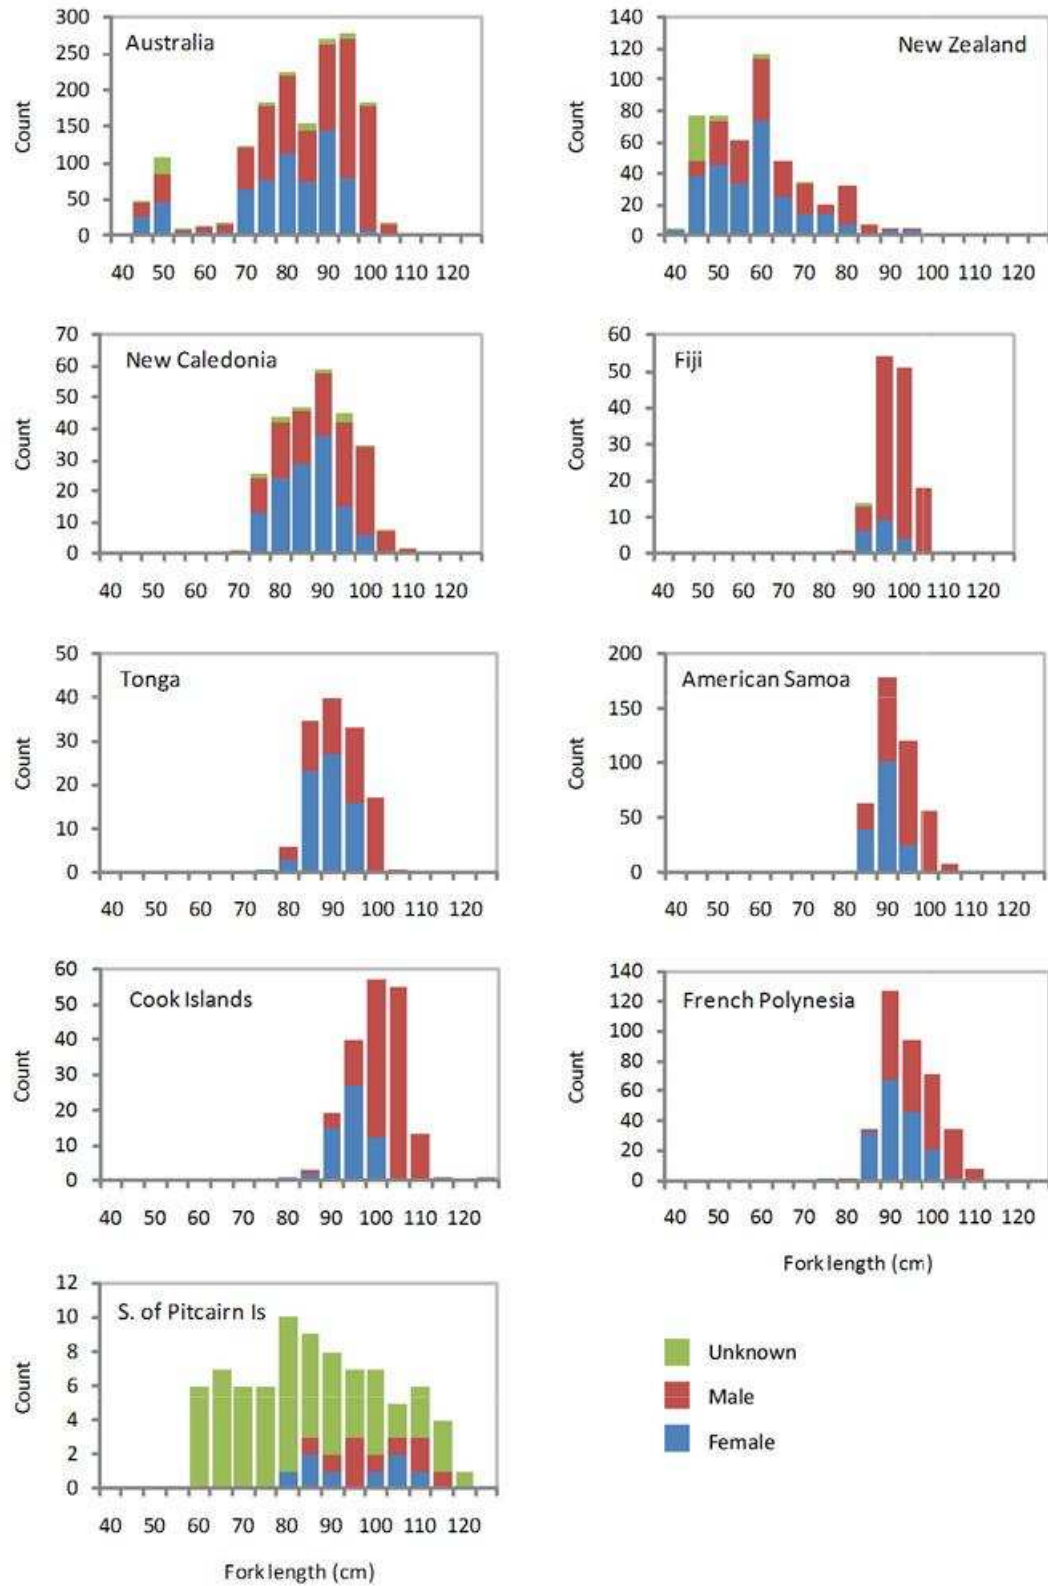 Australia
Count
300
250
200
150
100
50
0
40 50 60 70 80 90 100 110 120
New Zealand
Count
140
120
100
80
60
40
20
0
40 50 60 70 80 90 100 110 120
New Caledonia
Count
70
60
50
40
30
20
10
0
40 50 60 70 80 90 100 110 120
Fiji
Count
60
50
40
30
20
10
0
40 50 60 70 80 90 100 110 120
Tonga
Count
50
40
30
20
10
0
40 50 60 70 80 90 100 110 120
American Samoa
Count
200
150
100
50
0
40 50 60 70 80 90 100 110 120
Cook Islands
Count
60
50
40
30
20
10
0
40 50 60 70 80 90 100 110 120
French Polynesia
Count
140
120
100
80
60
40
20
0
40 50 60 70 80 90 100 110 120
Fork length (cm)
S. of Pitcairn Is
Count
12
10
8
6
4
2
0
40 50 60 70 80 90 100 110 120
Fork length (cm)
Unknown
Male
Female